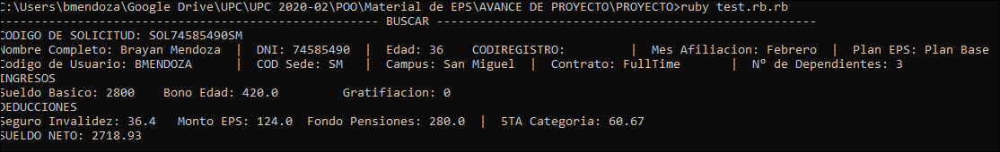 C:\Users\bmendoza\Google Drive\UPC\UPC 2020-02\POO\Material de EPS\AVANCE DE PROYECTO\PROYECTO>ruby test.rb.rb
----------------------------------------------------- BUSCAR ------------------------------------------------------------
CODIGO DE SOLICITUD: SOL74585490SM
Nombre Completo: Brayan Mendoza | DNI: 74585490 | Edad: 36 CODIREGISTRO: | Mes Afiliacion: Febrero | Plan EPS: Plan Base
Codigo de Usuario: BMENDOZA | COD Sede: SM | Campus: San Miguel | Contrato: FullTime | Nº de Dependientes: 3
INGRESOS
Sueldo Basico: 2800 Bono Edad: 420.0 Gratifiacion: 0
DEDUCCIONES
Seguro Invalidez: 36.4 Monto EPS: 124.0 Fondo Pensiones: 280.0 | 5TA Categoria: 60.67
SUELDO NETO: 2718.93